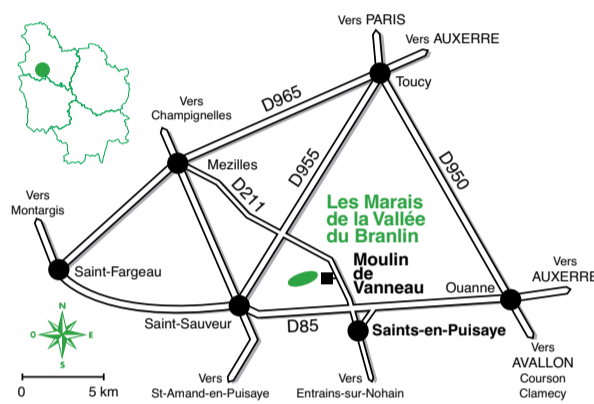 Vers PARIS
Vers AUXERRE
Toucy
D965
Vers
Champignelles
Mezilles
D955
D950
D211
Vers
Montargis
Les Marais
de la Vallée
du Branlin
Moulin
de
Vanneau
Saint-Fargeau
Vers
AUXERRE
Ouanne
Saint-Sauveur
D85
Saints-en-Puisaye
N
O
E
S
Vers
AVALLON
Courson
Clamecy
0
5 km
Vers
St-Amand-en-Puisaye
Vers
Entrains-sur-Nohain